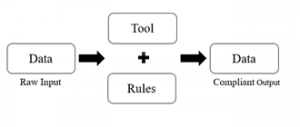 Tool
Data
+
Data
Rules
Raw Input
Compliant Output